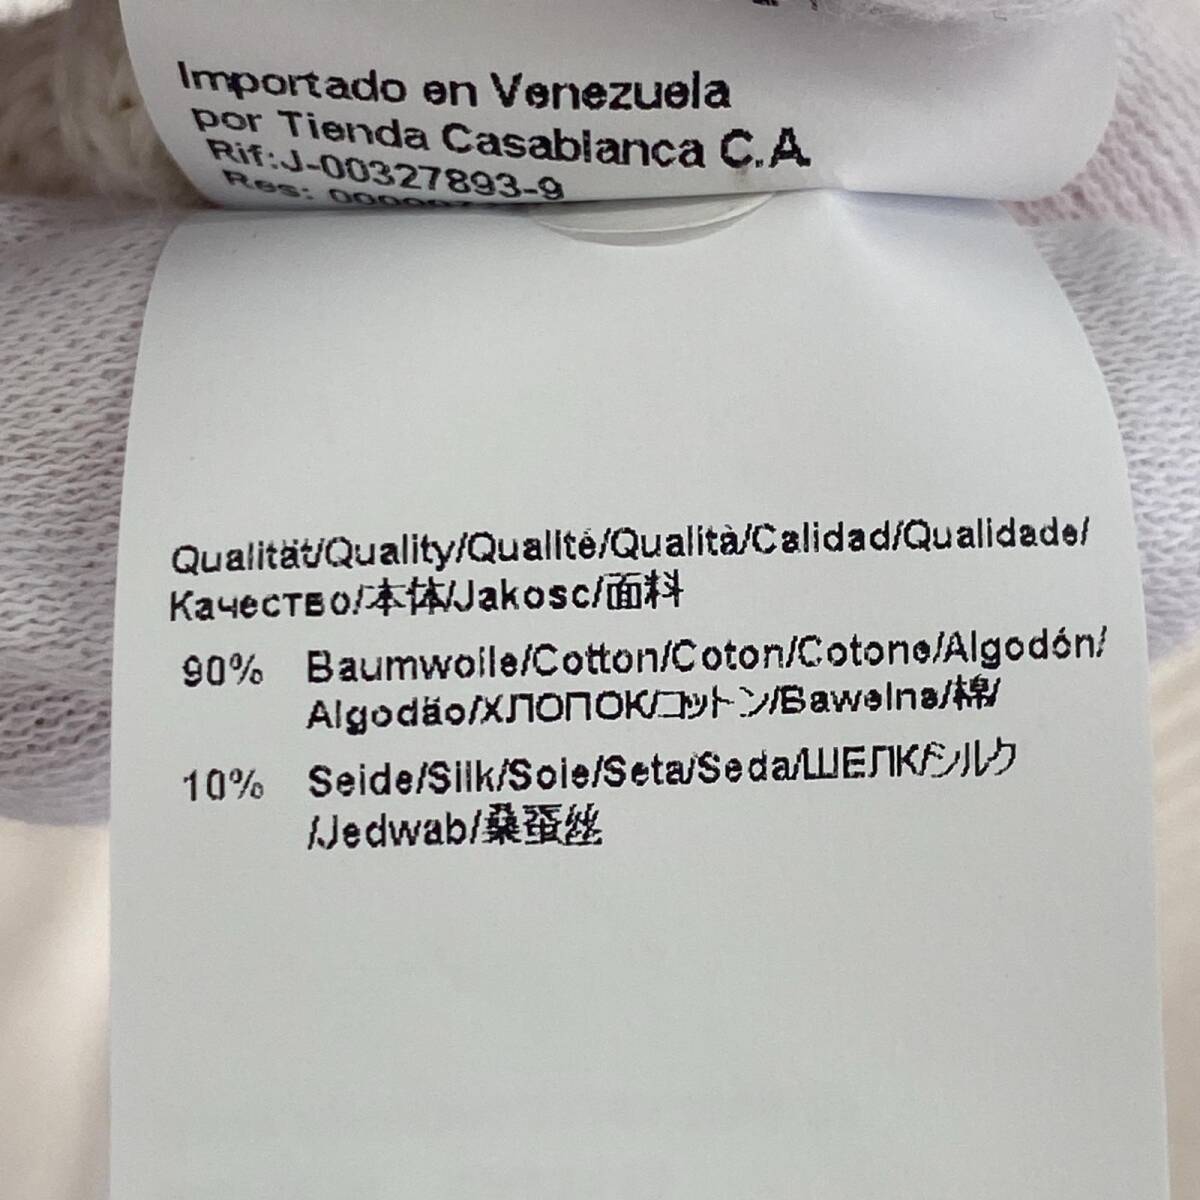 Importado en Venezuela
por Tienda Casablanca C.A
Rif:J-00327893-9
Res:
Qualität/Quality/Qualité/Qualità/Calidad/Qualidade/
Качество/本体/Jakosc/面料
90% Baumwolle/Cotton/Coton/Cotone/Algodón/
Algodão/ХЛОПОК/コットン/Bawelna/棉/
10% Seide/Silk/Soie/Seta/Seda/ШЕЛК/シルク
/Jedwab/桑蚕丝